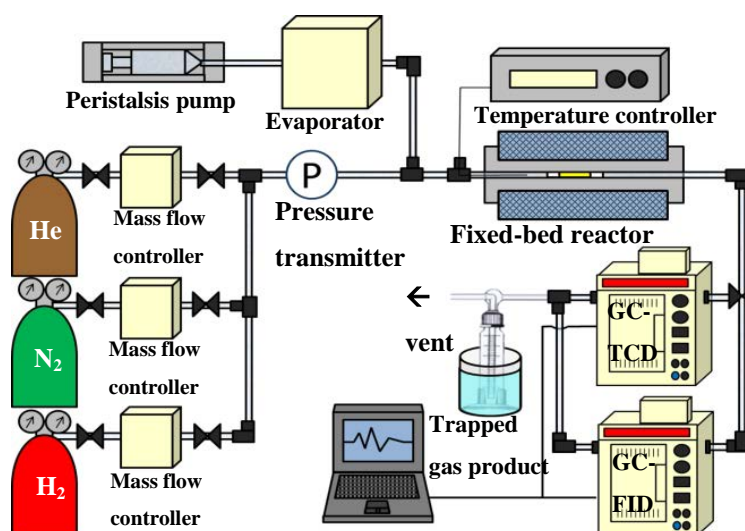 Peristalsis pump
Evaporator
Temperature controller
He
Mass flow
controller
P
Pressure
transmitter
Fixed-bed reactor
N2
Mass flow
controller
←
vent
GC-
TCD
H2
Mass flow
controller
Trapped
gas product
GC-
FID